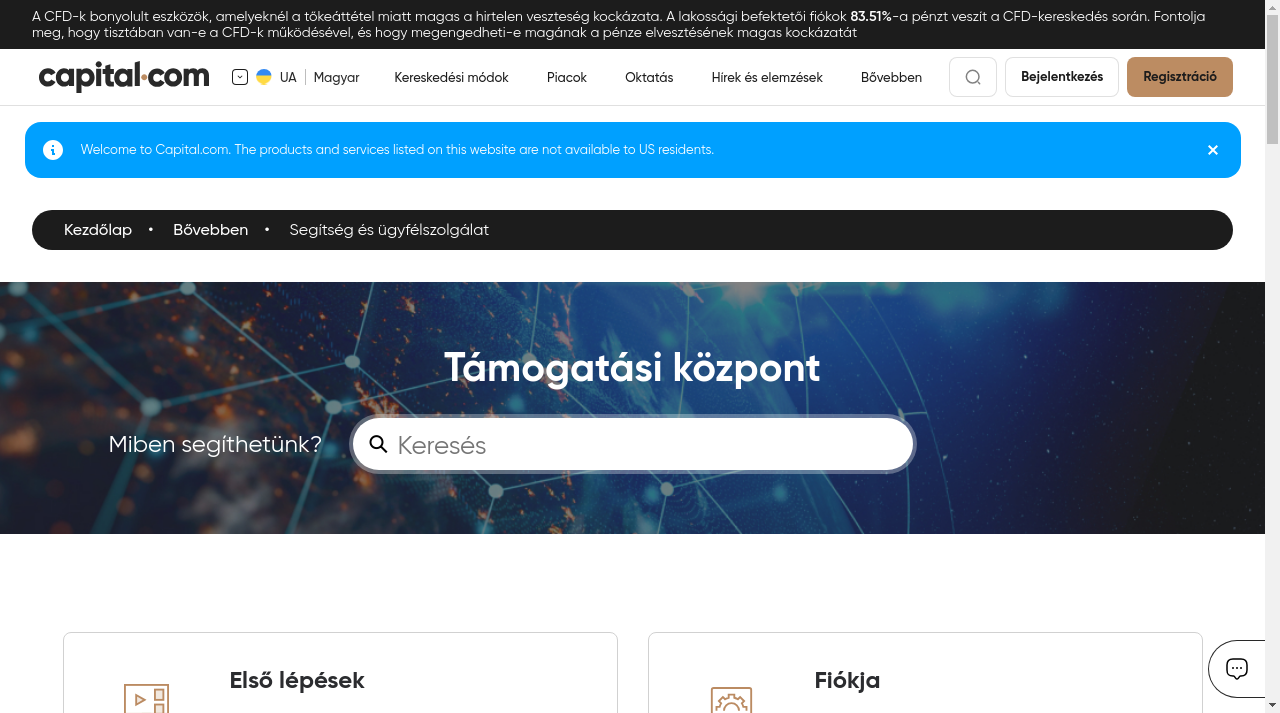 A CFD-k bonyolult eszközök, amelyeknél a tőkeáttétel miatt magas a hirtelen veszteség kockázata. A lakossági befektetői fiókok 83.51%-a pénzt veszít a CFD-kereskedés során. Fontolja
meg, hogy tisztában van-e a CFD-k működésével, és hogy megengedheti-e magának a pénze elvesztésének magas kockázatát
capital.com UA Magyar Kereskedési módok Piacok Oktatás Hírek és elemzések Bővebben Bejelentkezés Regisztráció
Welcome to Capital.com. The products and services listed on this website are not available to US residents.
Kezdőlap • Bővebben • Segítség és ügyfélszolgálat
Támogatási központ
Miben segíthetünk? Keresés
Első lépések Fiókja